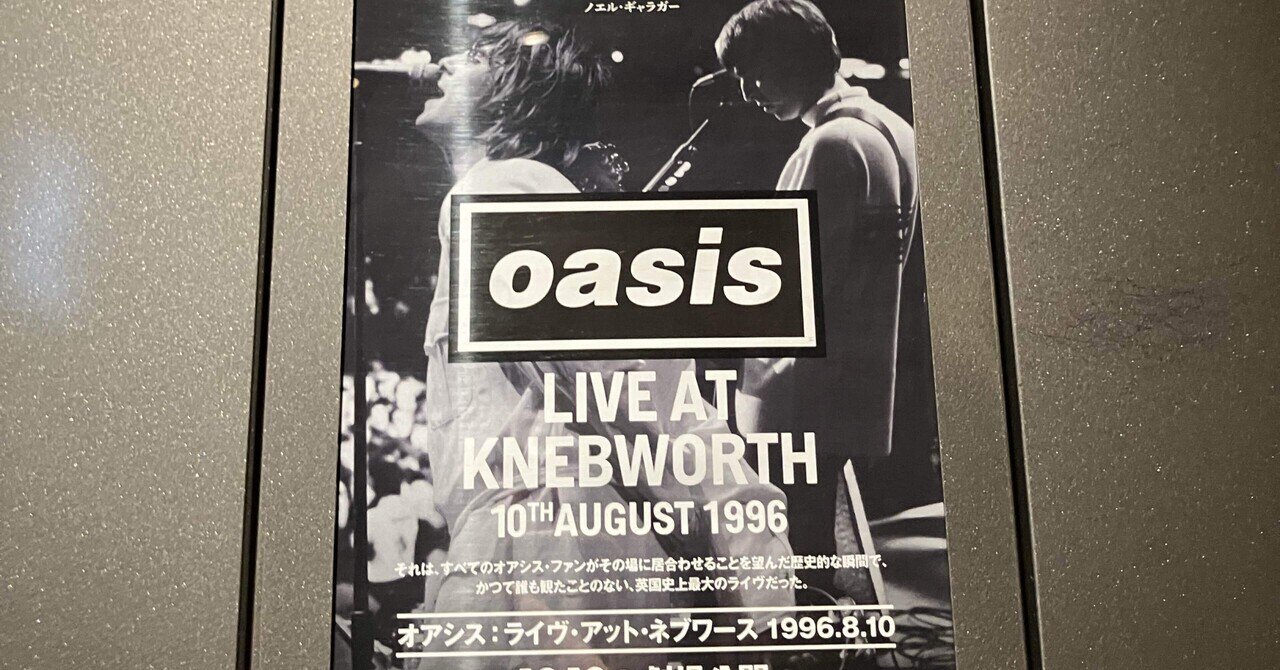 ノエル・ギャラガー
oasis
LIVE AT
KNEBWORTH
10TH AUGUST 1996
それは、すべてのオアシス・ファンがその場に居合わせることを望んだ歴史的な瞬間で、
かつて誰も観たことのない、英国史上最大のライヴだった。
オアシス：ライヴ・アット・ネブワース 1996.8.10